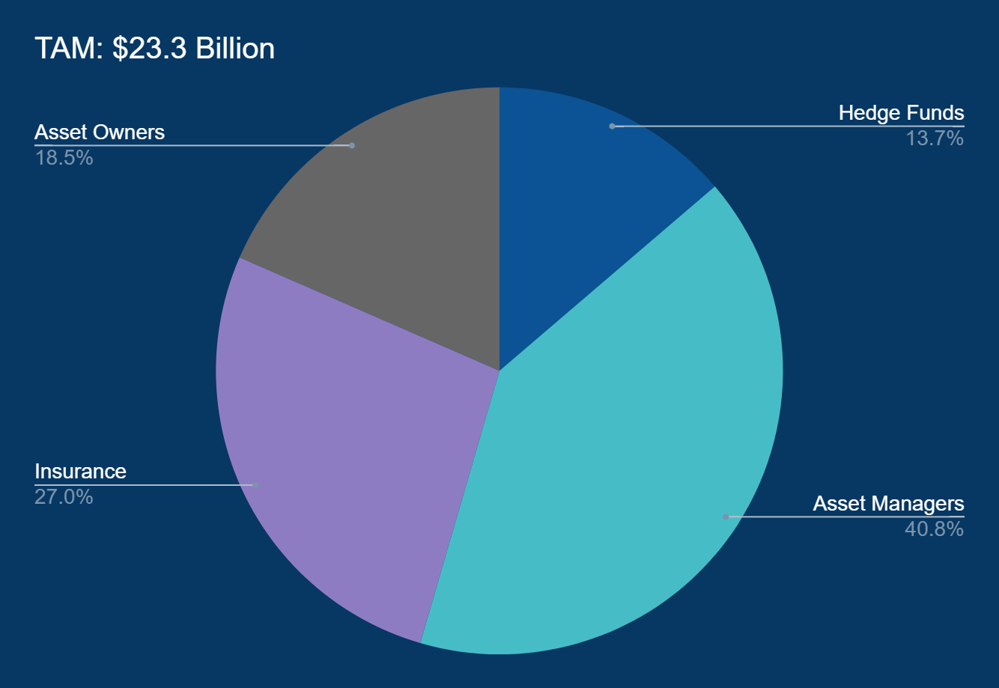 TAM: $23.3 Billion
Hedge Funds
13.7%
Asset Owners
18.5%
Insurance
27.0%
Asset Managers
40.8%